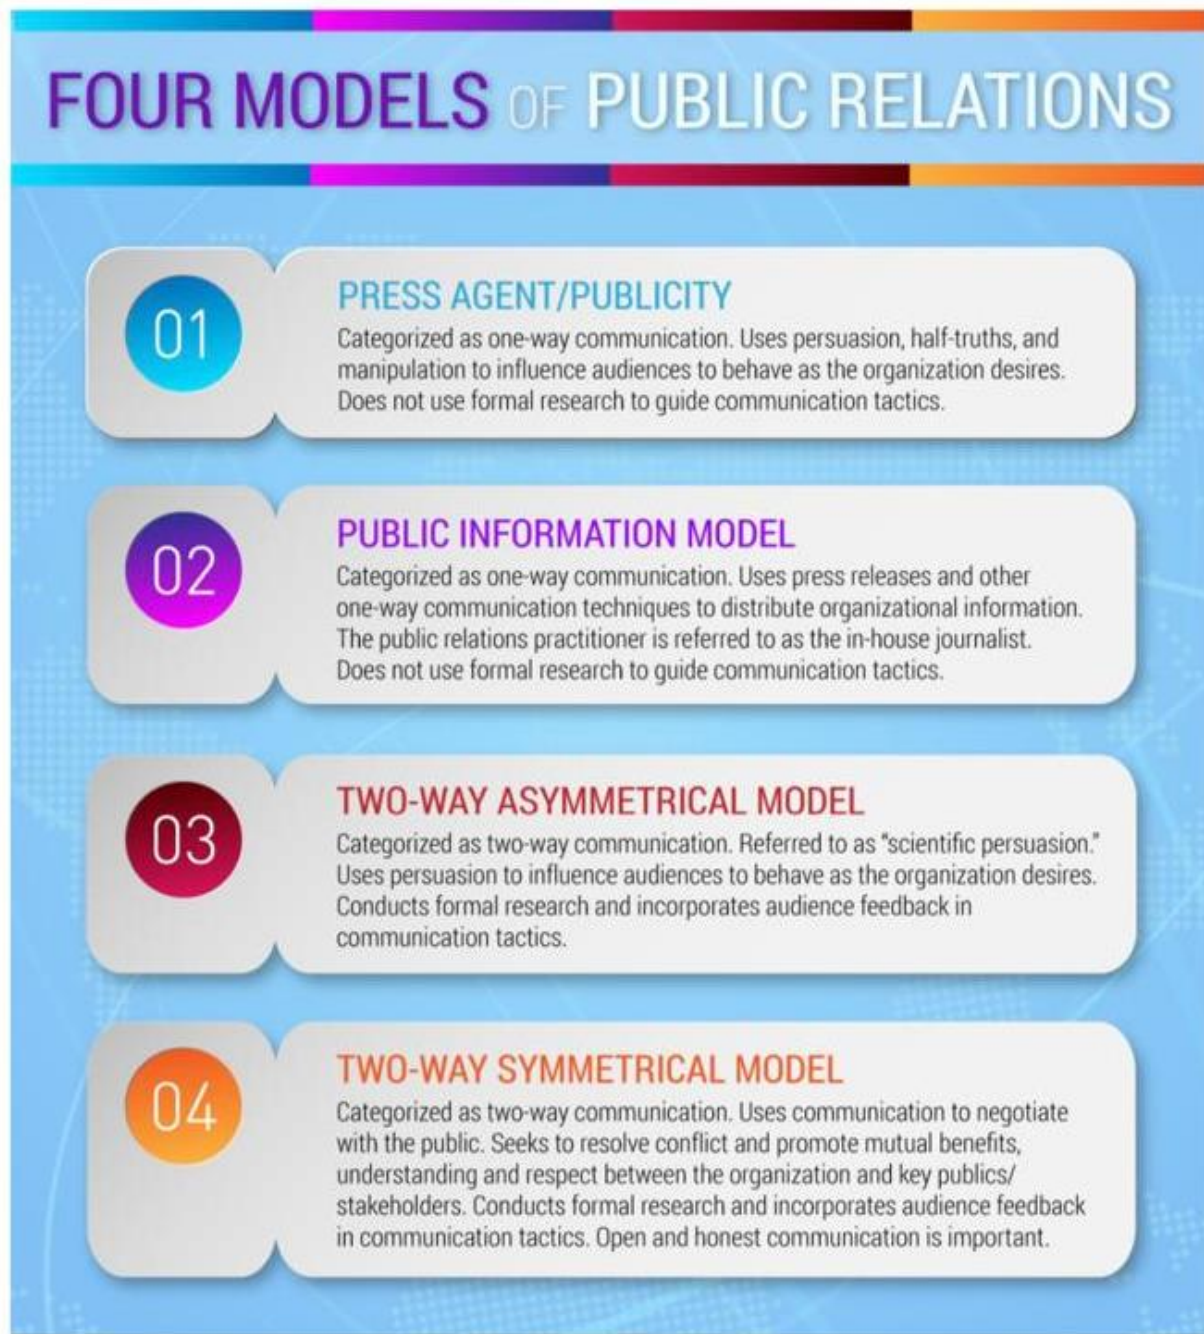 FOUR MODELS OF PUBLIC RELATIONS
01
PRESS AGENT/PUBLICITY
Categorized as one-way communication. Uses persuasion, half-truths, and
manipulation to influence audiences to behave as the organization desires.
Does not use formal research to guide communication tactics.
02
PUBLIC INFORMATION MODEL
Categorized as one-way communication. Uses press releases and other
one-way communication techniques to distribute organizational information.
The public relations practitioner is referred to as the in-house journalist.
Does not use formal research to guide communication tactics.
03
TWO-WAY ASYMMETRICAL MODEL
Categorized as two-way communication. Referred to as “scientific persuasion.”
Uses persuasion to influence audiences to behave as the organization desires.
Conducts formal research and incorporates audience feedback in
communication tactics.
04
TWO-WAY SYMMETRICAL MODEL
Categorized as two-way communication. Uses communication to negotiate
with the public. Seeks to resolve conflict and promote mutual benefits,
understanding and respect between the organization and key publics/
stakeholders. Conducts formal research and incorporates audience feedback
in communication tactics. Open and honest communication is important.